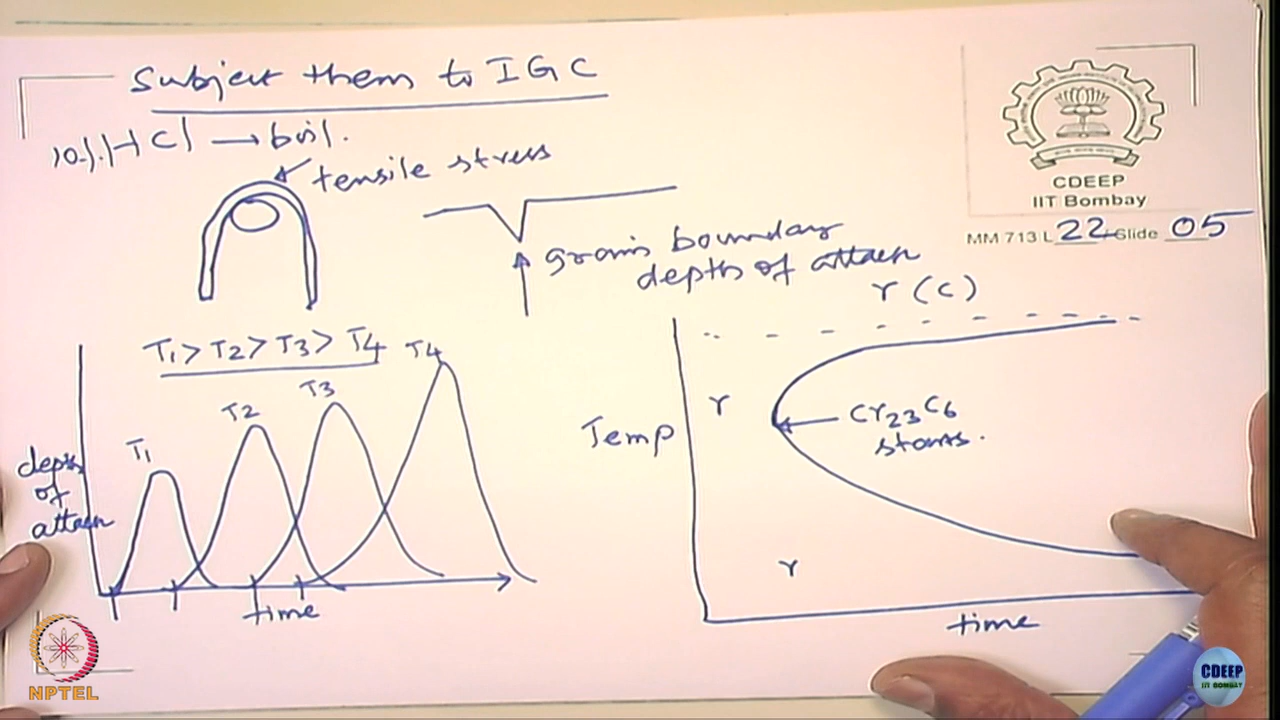 Subject them to IGC
10%HCl → boil.
tensile stress
grain boundary
depth of attack
CDEEP
IIT Bombay
MM 713 L 22 Slide 05
γ (C)
T1 > T2 > T3 > T4
T4
T3
T2
T1
depth
of
attack
time
Temp
γ
Cr23C6
starts.
γ
time
NPTEL
CDEEP
IIT BOMBAY